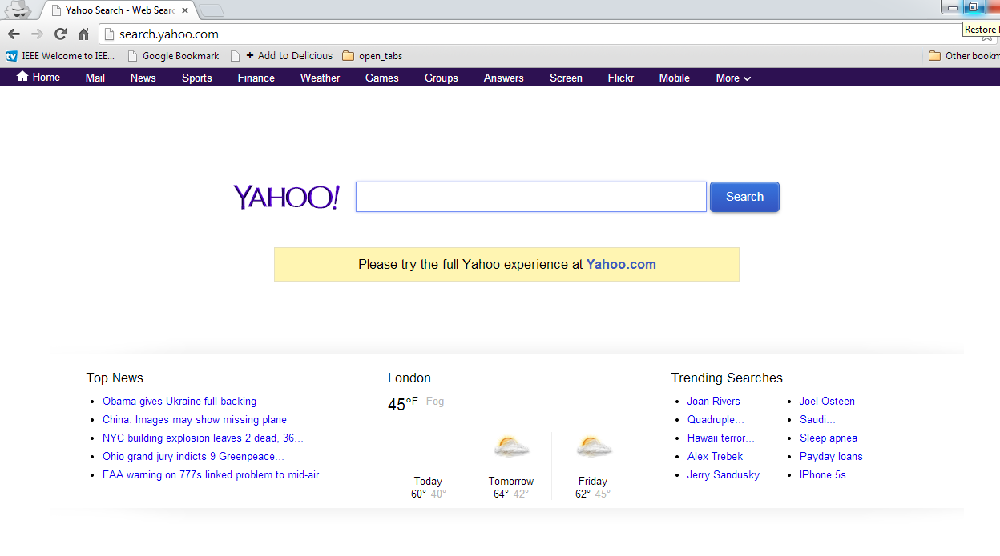 Yahoo Search - Web Searc
search.yahoo.com
Restore
tv IEEE Welcome to IEE... Google Bookmark + Add to Delicious open_tabs Other bookm
Home Mail News Sports Finance Weather Games Groups Answers Screen Flickr Mobile More
YAHOO! Search
Please try the full Yahoo experience at Yahoo.com
Top News
• Obama gives Ukraine full backing
• China: Images may show missing plane
• NYC building explosion leaves 2 dead, 36...
• Ohio grand jury indicts 9 Greenpeace...
• FAA warning on 777s linked problem to mid-air...
London
45°F Fog
Today Tomorrow Friday
60° 40° 64° 42° 62° 45°
Trending Searches
• Joan Rivers
• Quadruple...
• Hawaii terror...
• Alex Trebek
• Jerry Sandusky
• Joel Osteen
• Saudi...
• Sleep apnea
• Payday loans
• IPhone 5s